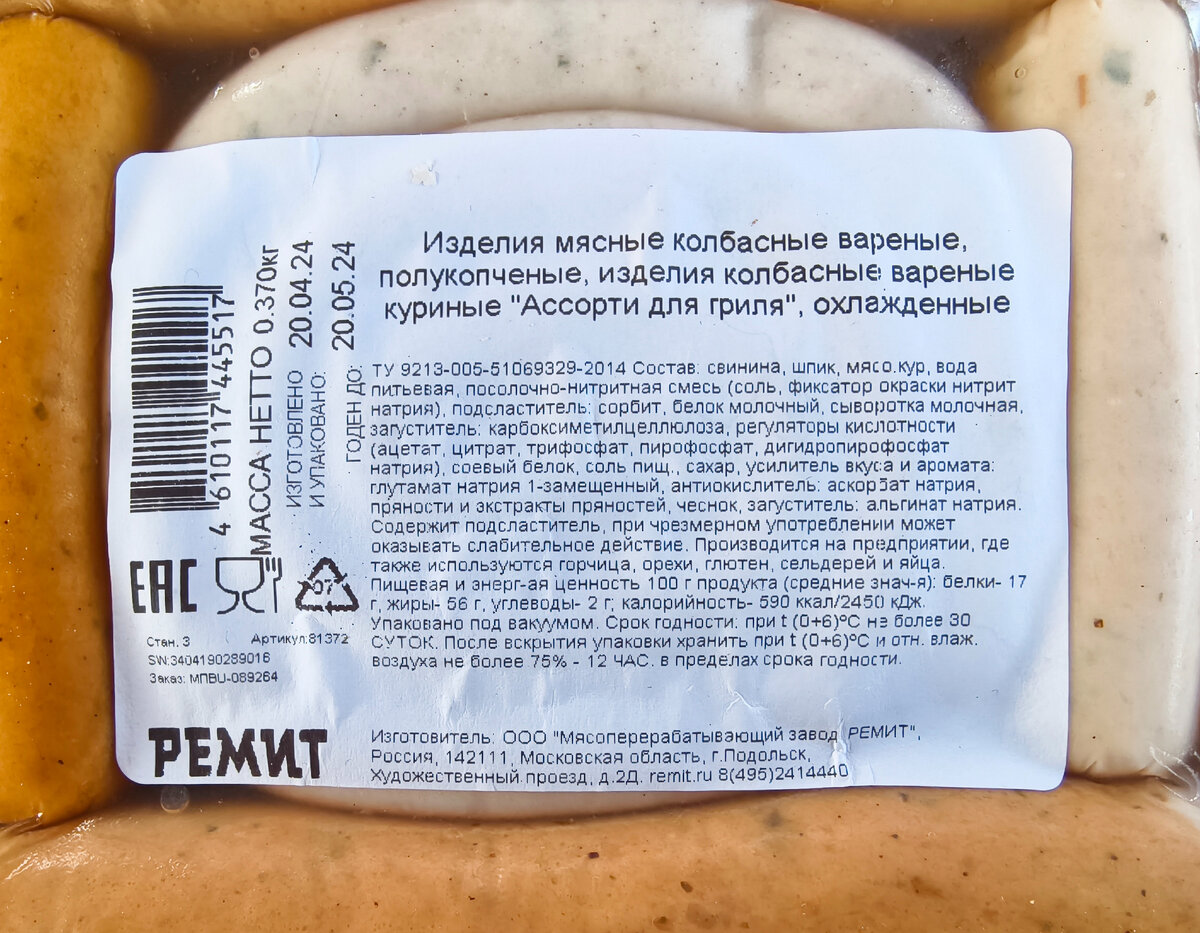 Изделия мясные колбасные вареные,
полукопченые, изделия колбасные вареные
куриные "Ассорти для гриля", охлажденные
ТУ 9213-005-51069329-2014 Состав: свинина, шпик, мясо.кур, вода
питьевая, посолочно-нитритная смесь (соль, фиксатор окраски нитрит
натрия), подсластитель: сорбит, белок молочный, сыворотка молочная,
загуститель: карбоксиметилцеллюлоза, регуляторы кислотности
(ацетат, цитрат, трифосфат, пирофосфат, дигидропирофосфат
натрия), соевый белок, соль пищ., сахар, усилитель вкуса и аромата:
глутамат натрия 1-замещенный, антиокислитель: аскорбат натрия,
пряности и экстракты пряностей, чеснок, загуститель: альгинат натрия.
Содержит подсластитель, при чрезмерном употреблении может
оказывать слабительное действие. Производится на предприятии, где
также используются горчица, орехи, глютен, сельдерей и яйца.
Пищевая и энерг-ая ценность 100 г продукта (средние знач-я): белки- 17
г, жиры- 56 г, углеводы- 2 г; калорийность- 590 ккал/2450 кДж.
Упаковано под вакуумом. Срок годности: при t (0+6)ºС не более 30
СУТОК. После вскрытия упаковки хранить при t (0+6)ºС и отн. влаж.
воздуха не более 75% - 12 ЧАС. в пределах срока годности.
Изготовитель: ООО "Мясоперерабатывающий завод РЕМИТ",
Россия, 142111, Московская область, г.Подольск,
Художественный проезд, д.2Д. remit.ru 8(495)2414440
4 610117 445517
МАССА НЕТТО 0.370кг
ИЗГОТОВЛЕНО
И УПАКОВАНО:
20.04.24
ГОДЕН ДО:
20.05.24
EAC
07
Стан. 3
Артикул:81372
SW:3404190289016
Заказ: МПВU-089264
РЕМИТ